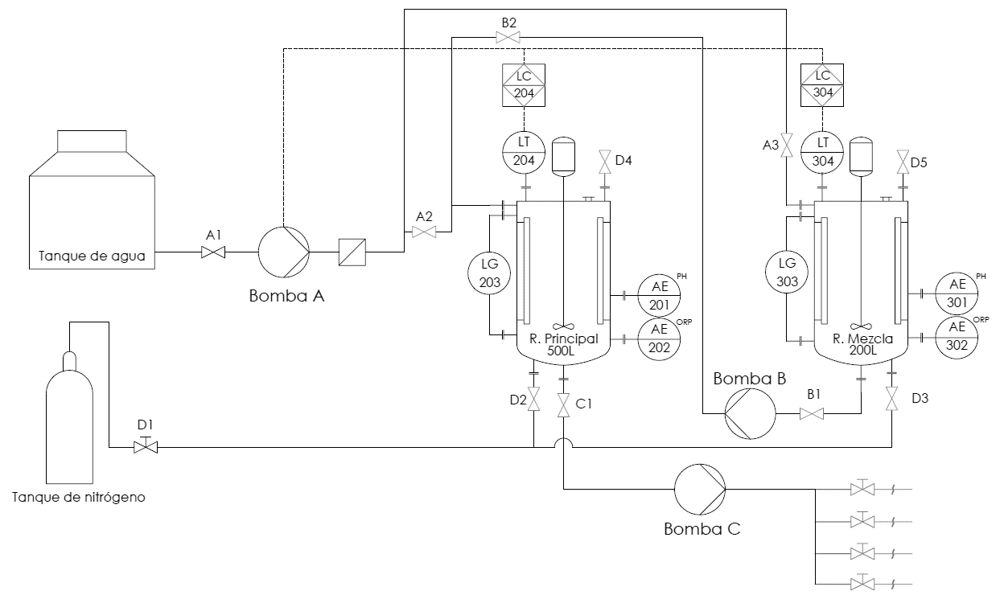 B2
LC
204
LC
304
LT
204
D4
A3
LT
304
D5
A2
A1
Tanque de agua
Bomba A
LG
203
AE
201
PH
AE
202
ORP
R. Principal
500L
LG
303
AE
301
PH
AE
302
ORP
R. Mezcla
200L
Bomba B
B1
D2
C1
D3
D1
Tanque de nitrógeno
Bomba C